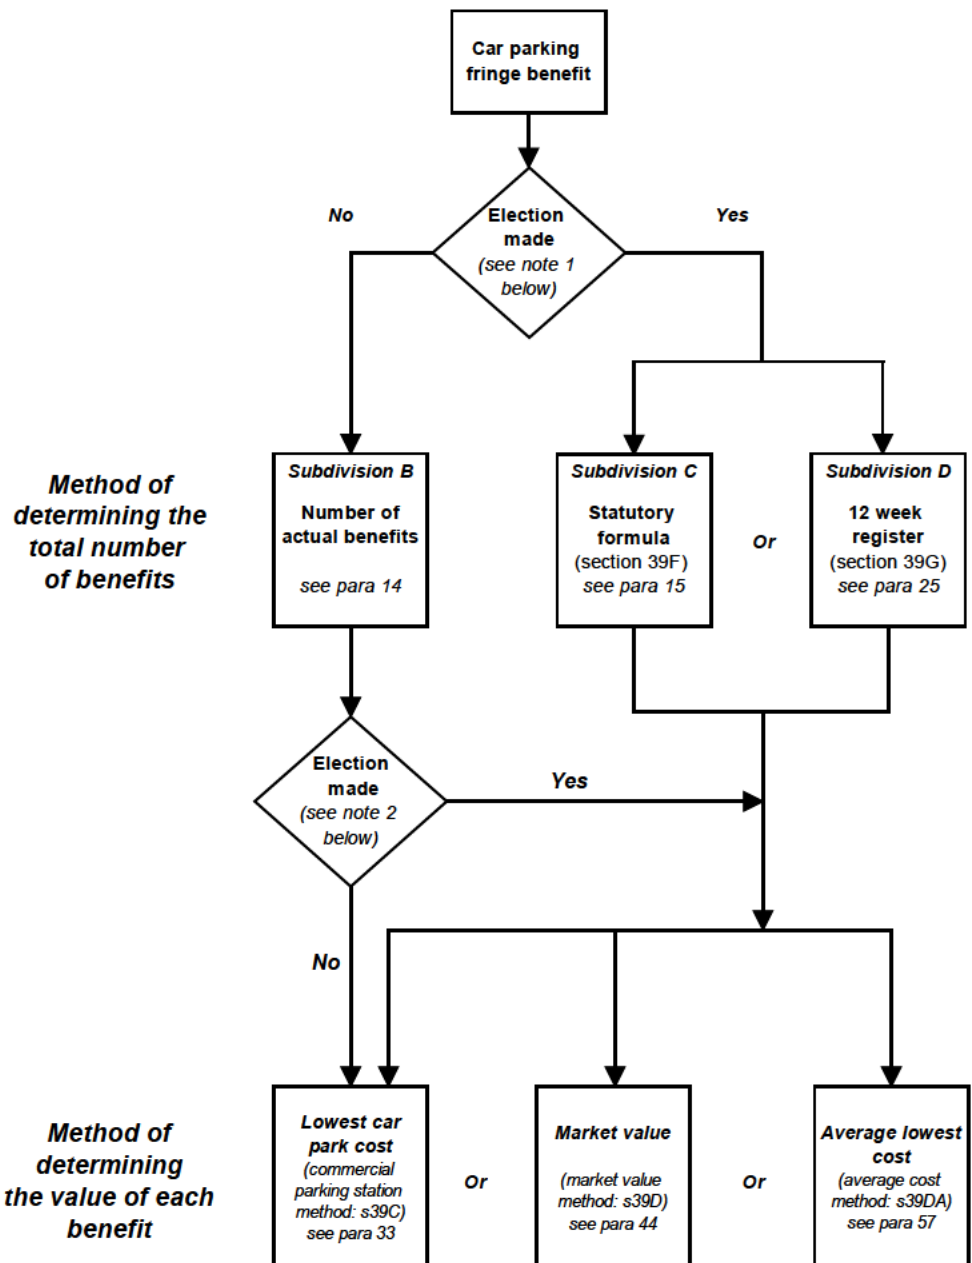 Car parking
fringe benefit
No
Election
made
(see note 1
below)
Yes
Method of
determining the
total number
of benefits
Subdivision B
Number of
actual benefits
see para 14
Subdivision C
Statutory
formula
(section 39F)
see para 15
Or
Subdivision D
12 week
register
(section 39G)
see para 25
Election
made
(see note 2
below)
Yes
No
Method of
determining
the value of each
benefit
Lowest car
park cost
(commercial
parking station
method: s39C)
see para 33
Or
Market value
(market value
method: s39D)
see para 44
Or
Average lowest
cost
(average cost
method: s39DA)
see para 57